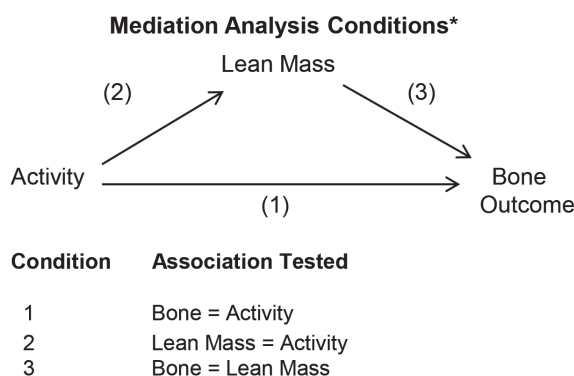 Mediation Analysis Conditions*
Lean Mass
(2)
(3)
Activity
Bone
Outcome
(1)
Condition Association Tested
1 Bone = Activity
2 Lean Mass = Activity
3 Bone = Lean Mass